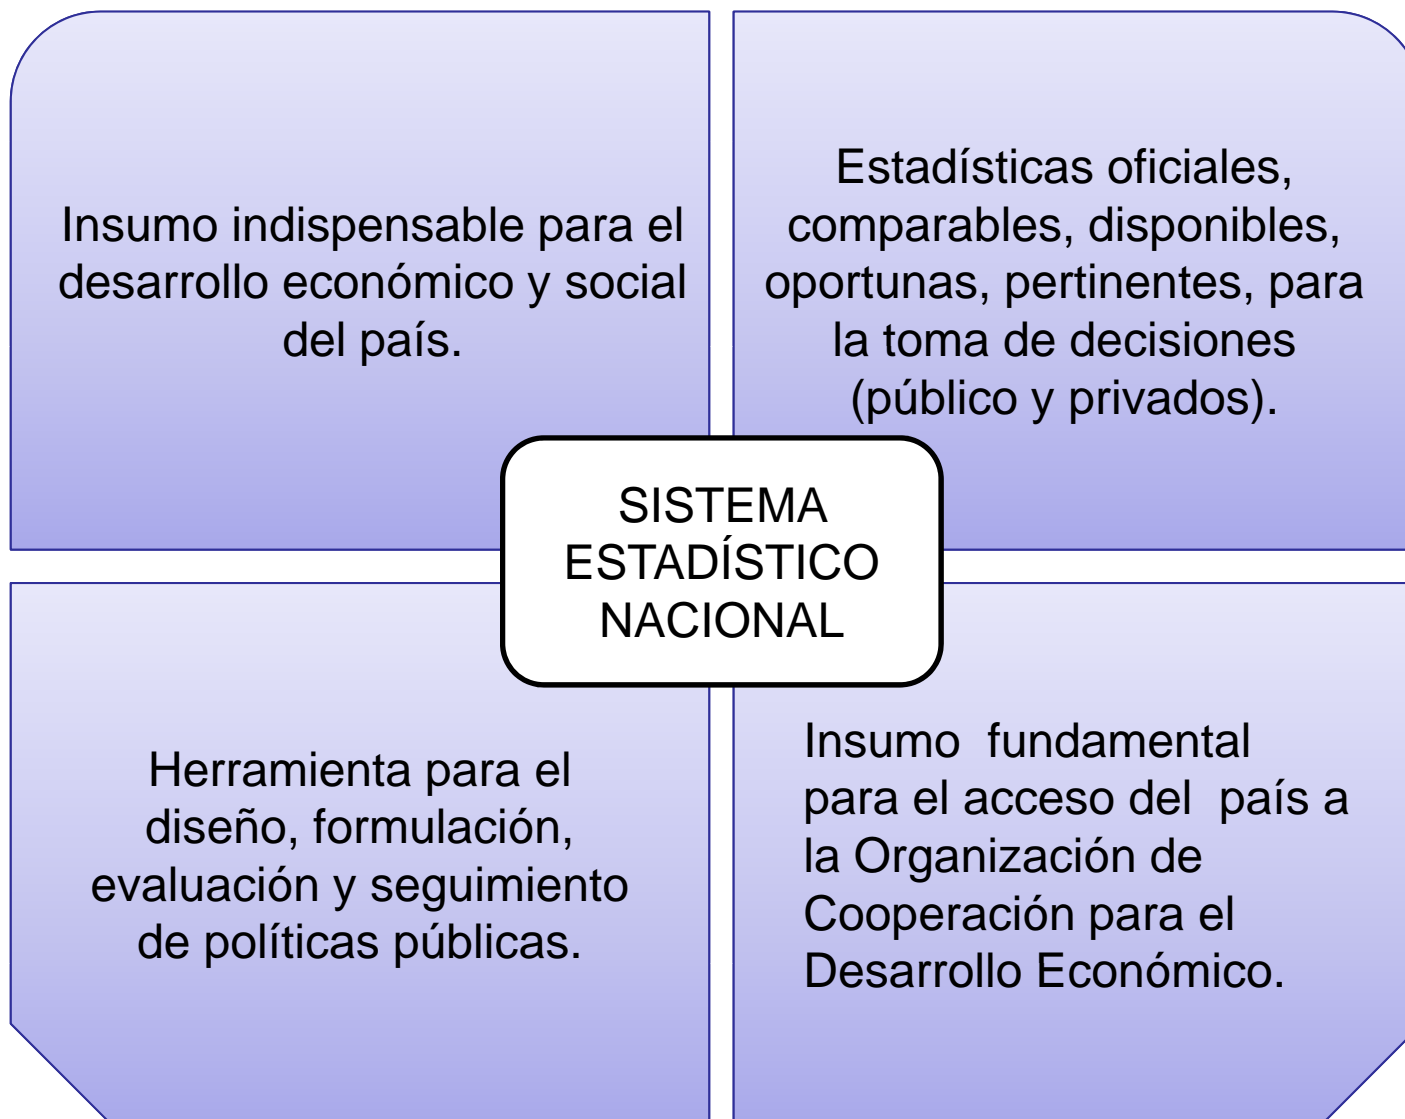 Insumo indispensable para el
desarrollo económico y social
del país.
Estadísticas oficiales,
comparables, disponibles,
oportunas, pertinentes, para
la toma de decisiones
(público y privados).
SISTEMA
ESTADÍSTICO
NACIONAL
Herramienta para el
diseño, formulación,
evaluación y seguimiento
de políticas públicas.
Insumo fundamental
para el acceso del país a
la Organización de
Cooperación para el
Desarrollo Económico.